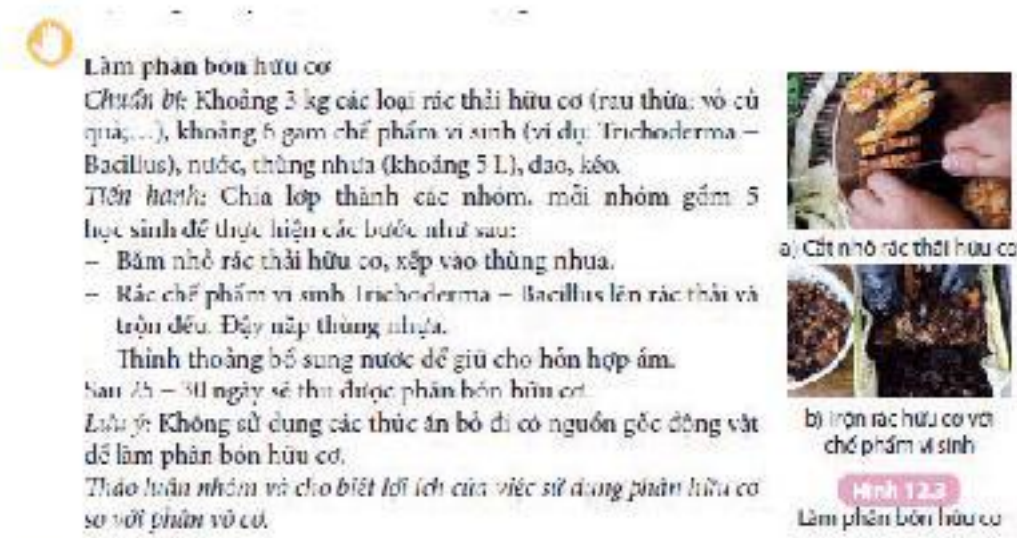 Làm phân bón hữu cơ
Chuẩn bị: Khoảng 3 kg các loại rác thải hữu cơ (rau thừa, vỏ củ
quả,…), khoảng 6 gam chế phẩm vi sinh (ví dụ: Trichoderma –
Bacillus), nước, thùng nhựa (khoảng 5 L), dao, kéo.
Tiến hành: Chia lớp thành các nhóm, mỗi nhóm gồm 5
học sinh để thực hiện các bước như sau:
– Băm nhỏ rác thải hữu cơ, xếp vào thùng nhựa.
– Rắc chế phẩm vi sinh Trichoderma – Bacillus lên rác thải và
trộn đều. Đậy nắp thùng nhựa.
Thỉnh thoảng bổ sung nước để giữ cho hỗn hợp ẩm.
Sau 25 – 30 ngày sẽ thu được phân bón hữu cơ.
Lưu ý: Không sử dụng các thức ăn bỏ đi có nguồn gốc động vật
để làm phân bón hữu cơ.
Thảo luận nhóm và cho biết lợi ích của việc sử dụng phân hữu cơ
so với phân vô cơ.
a) Cắt nhỏ rác thải hữu cơ
b) Trộn rác hữu cơ với
chế phẩm vi sinh
Hình 12.3
Làm phân bón hữu cơ